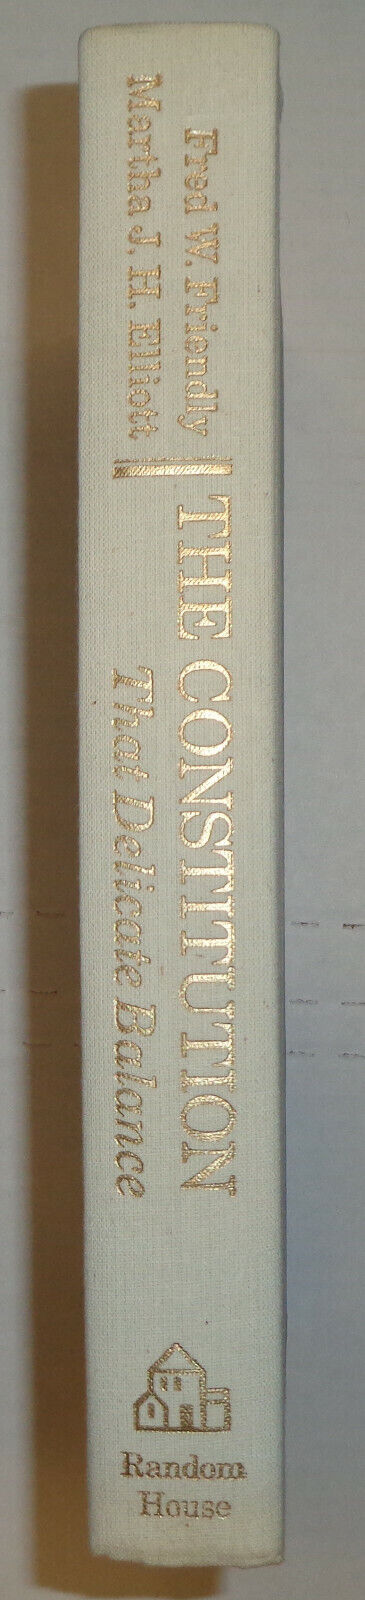 Fred W. Friendly
Martha J. H. Elliott
THE CONSTITUTION
That Delicate Balance
Random
House